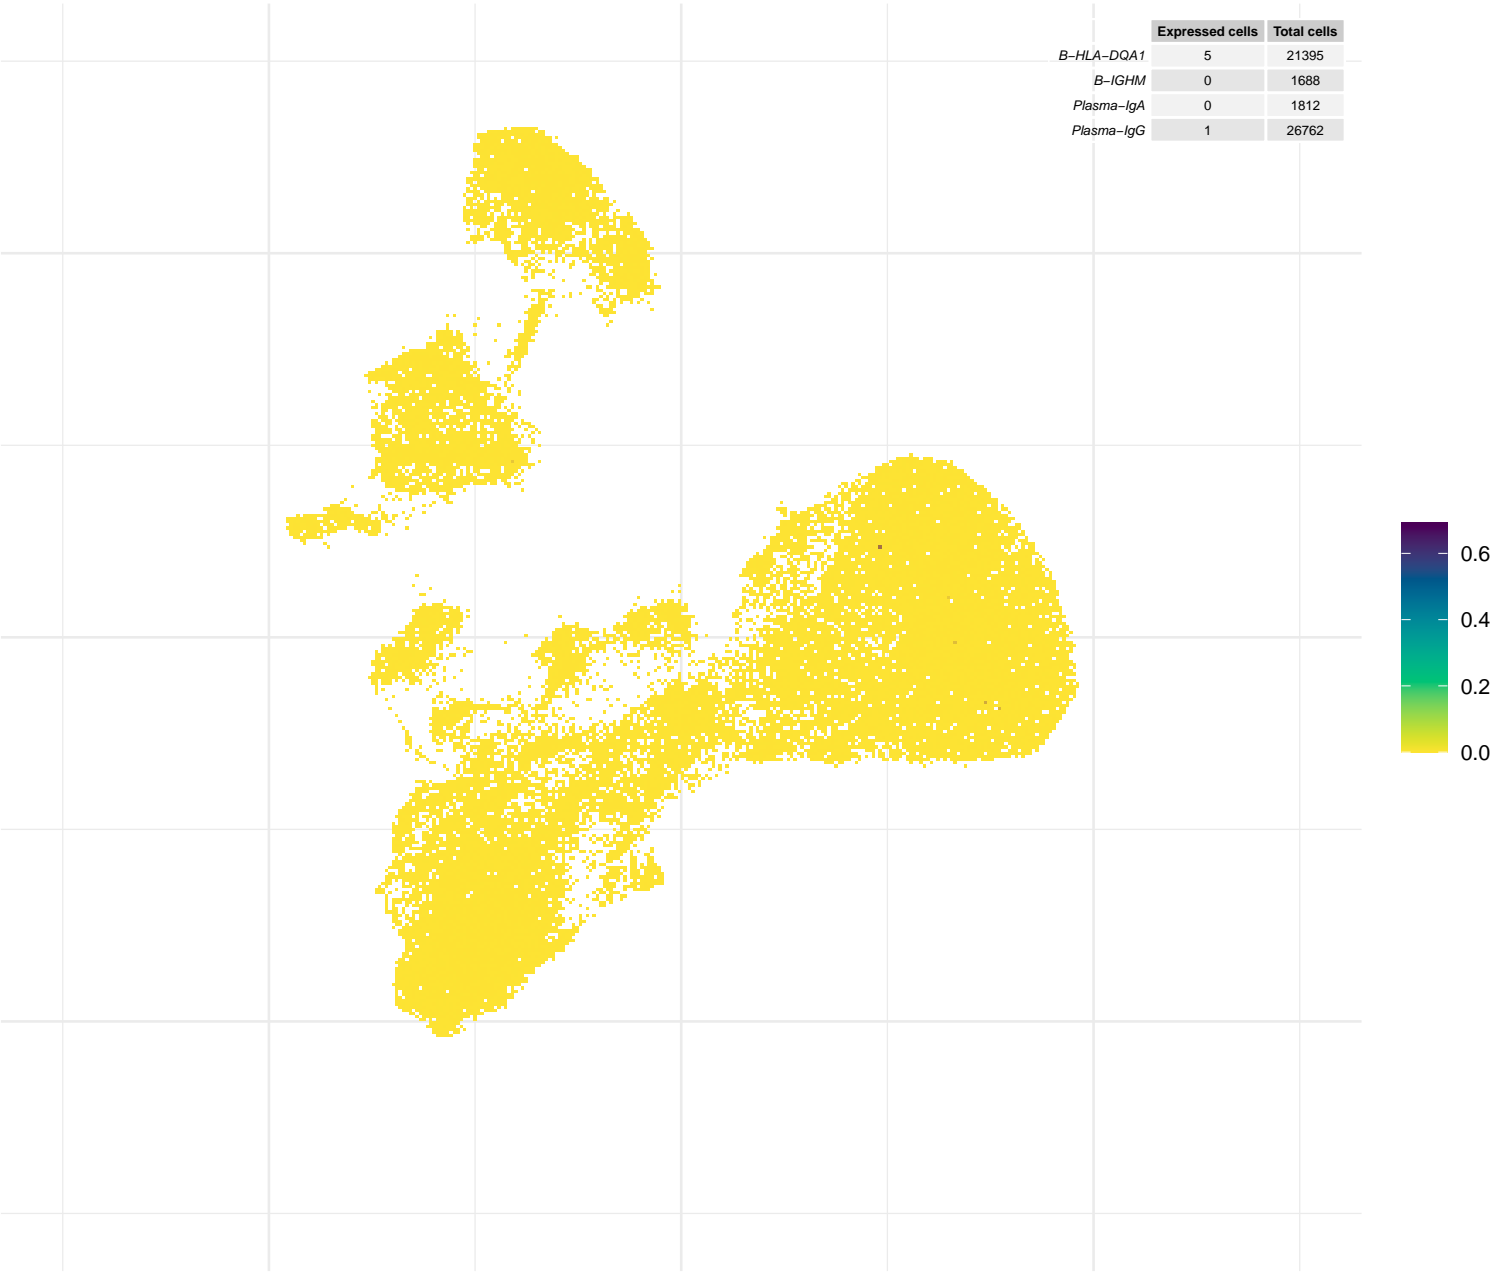 Expressed cells Total cells
B−HLA−DQA1 5 21395
B−IGHM 0 1688
Plasma−IgA 0 1812
Plasma−IgG 1 26762
0.6
0.4
0.2
0.0